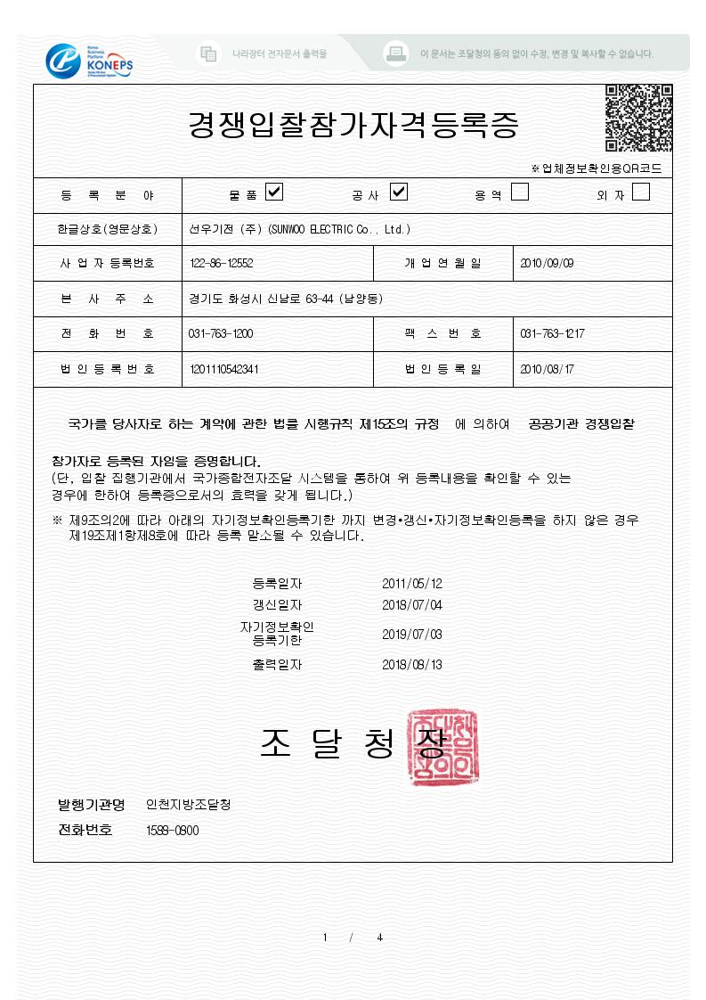 Korea
Business
Platform
KONEPS
나라장터 전자문서 출력물
이 문서는 조달청의 동의 없이 수정, 변경 및 복사할 수 없습니다.
경쟁입찰참가자격등록증
※업체정보확인용QR코드
등 록 분 야 물 품 공 사 용 역 외 자
한글상호(영문상호) 선우기전 (주) (SUNWOO ELECTRIC Co., Ltd.)
사 업 자 등록번호 122-86-12552 개 업 연 월 일 2010/09/09
본 사 주 소 경기도 화성시 신남로 63-44 (남양동)
전 화 번 호 031-763-1200 팩 스 번 호 031-763-1217
법 인 등 록 번 호 1201110542341 법 인 등 록 일 2010/08/17
국가를 당사자로 하는 계약에 관한 법률 시행규칙 제15조의 규정 에 의하여 공공기관 경쟁입찰
참가자로 등록된 자임을 증명합니다.
(단, 입찰 집행기관에서 국가종합전자조달 시스템을 통하여 위 등록내용을 확인할 수 있는
경우에 한하여 등록증으로서의 효력을 갖게 됩니다.)
※ 제9조의2에 따라 아래의 자기정보확인등록기한 까지 변경•갱신•자기정보확인등록을 하지 않은 경우
제19조제1항제8호에 따라 등록 말소될 수 있습니다.
등록일자 2011/05/12
갱신일자 2018/07/04
자기정보확인
등록기한 2019/07/03
출력일자 2018/08/13
조 달 청 장
발행기관명 인천지방조달청
전화번호 1588-0800
1 / 4